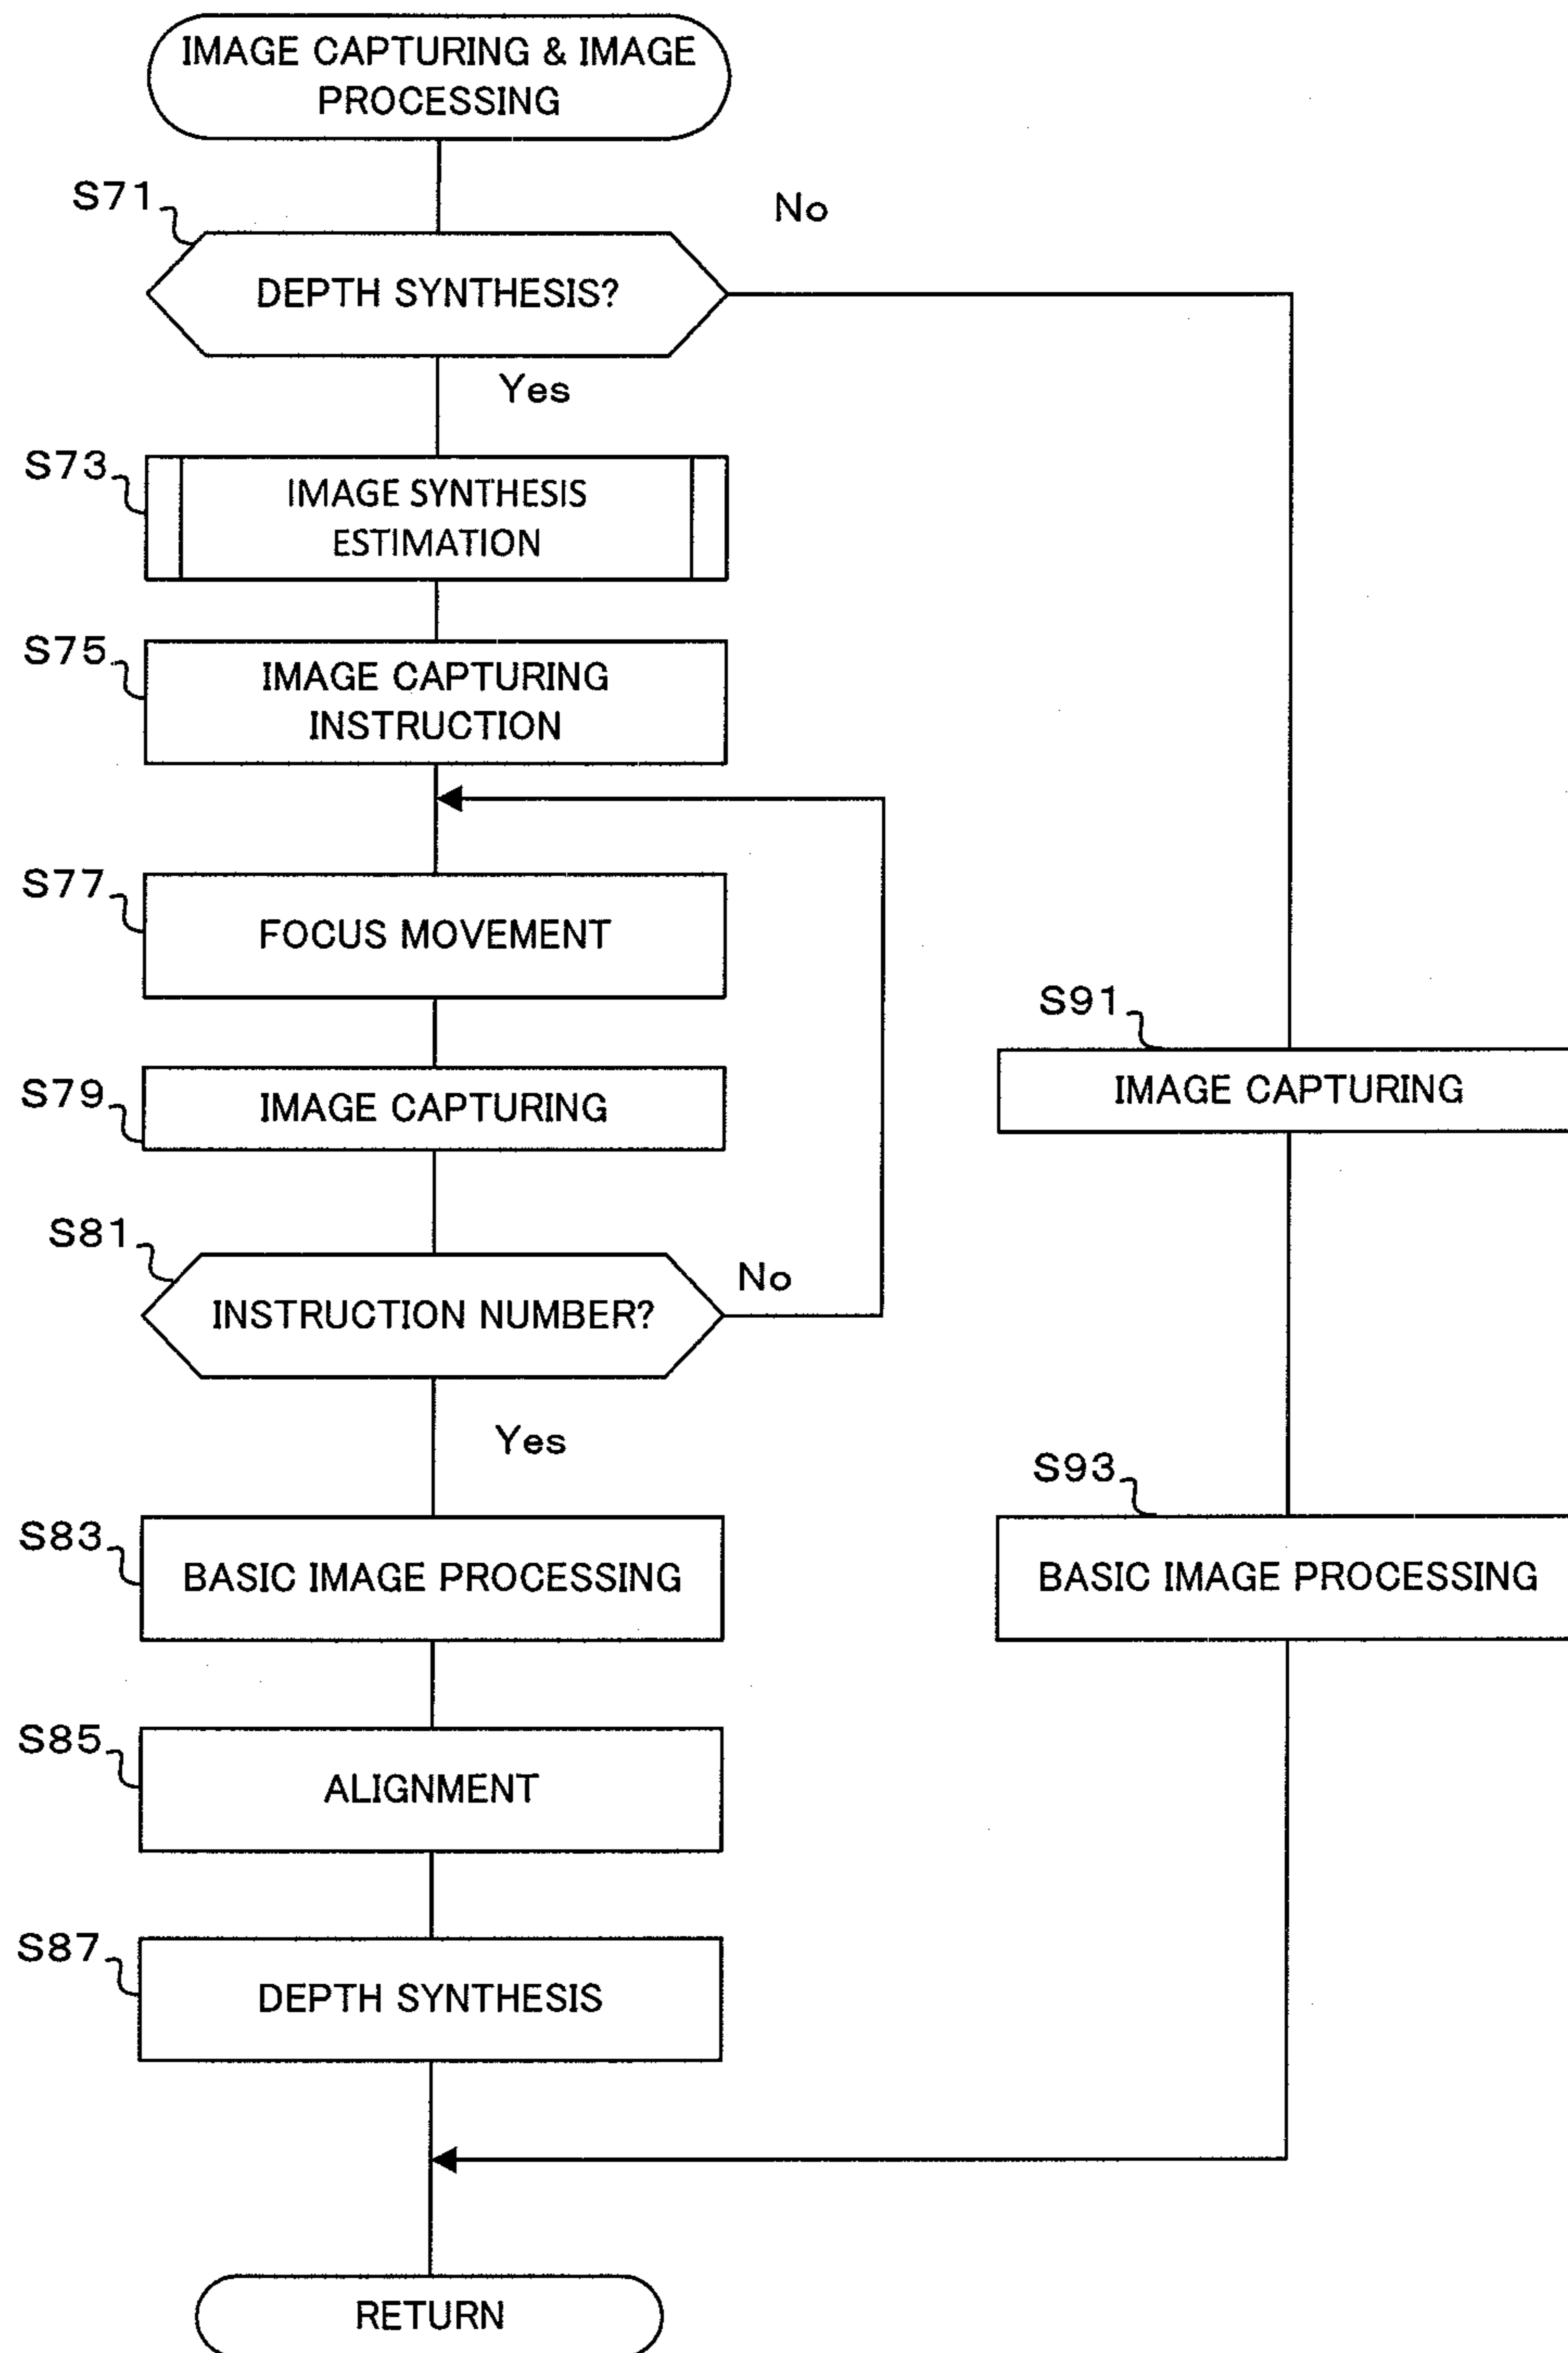 IMAGE CAPTURING & IMAGE
PROCESSING
S71
No
DEPTH SYNTHESIS?
Yes
S73
IMAGE SYNTHESIS
ESTIMATION
S75
IMAGE CAPTURING
INSTRUCTION
S77
FOCUS MOVEMENT
S91
IMAGE CAPTURING
S79
IMAGE CAPTURING
S81
No
INSTRUCTION NUMBER?
Yes
S93
S83
BASIC IMAGE PROCESSING
BASIC IMAGE PROCESSING
S85
ALIGNMENT
S87
DEPTH SYNTHESIS
RETURN